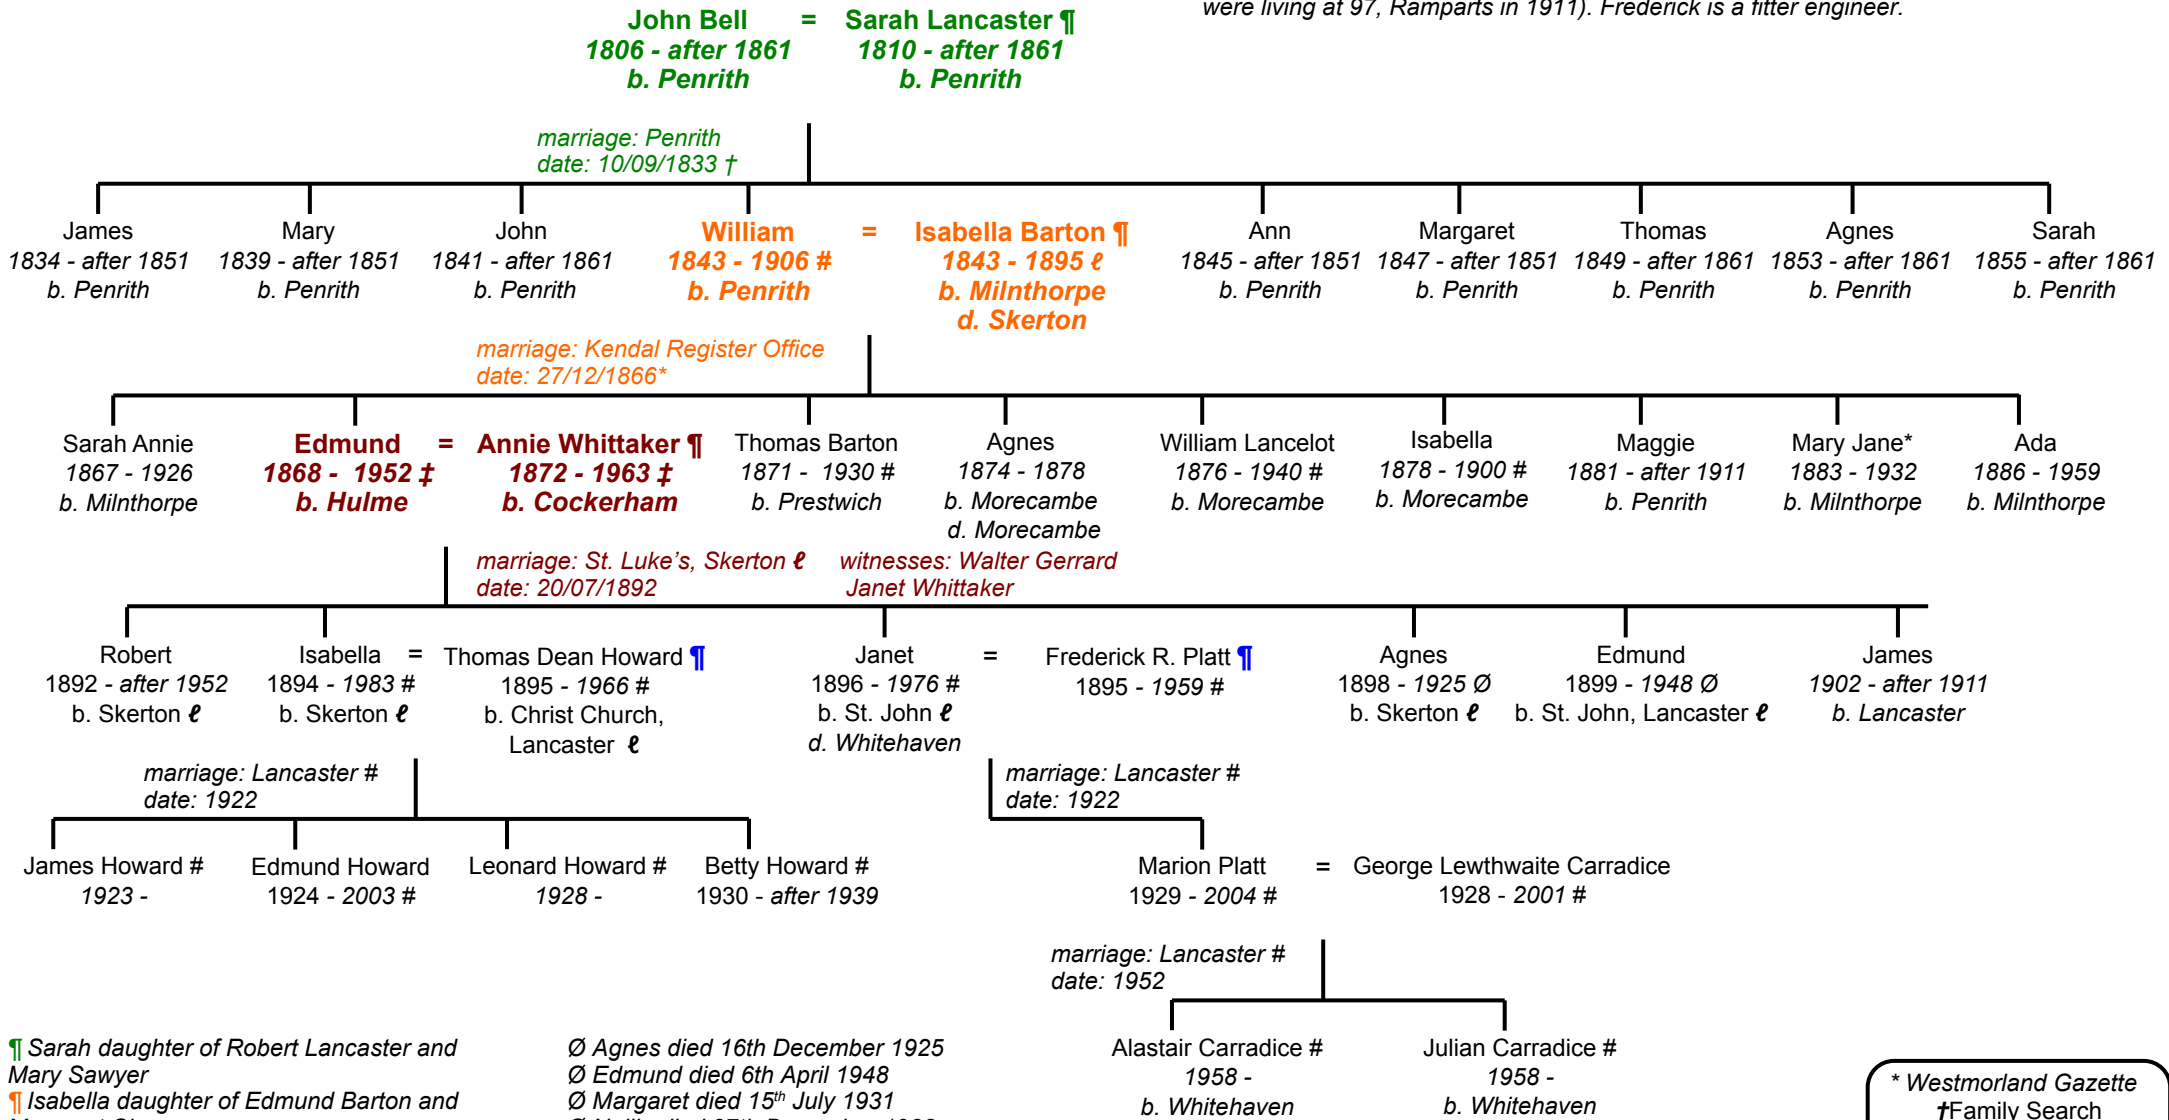 were living at 97, Ramparts in 1911). Frederick is a fitter engineer.
John Bell = Sarah Lancaster ¶
1806 - after 1861 1810 - after 1861
b. Penrith b. Penrith
marriage: Penrith
date: 10/09/1833 †
James Mary John William = Isabella Barton ¶ Ann Margaret Thomas Agnes Sarah
1834 - after 1851 1839 - after 1851 1841 - after 1861 1843 - 1906 # 1843 - 1895 ℓ 1845 - after 1851 1847 - after 1851 1849 - after 1861 1853 - after 1861 1855 - after 1861
b. Penrith b. Penrith b. Penrith b. Penrith b. Milnthorpe b. Penrith b. Penrith b. Penrith b. Penrith b. Penrith
d. Skerton
marriage: Kendal Register Office
date: 27/12/1866*
Sarah Annie Edmund = Annie Whittaker ¶ Thomas Barton Agnes William Lancelot Isabella Maggie Mary Jane* Ada
1867 - 1926 1868 - 1952 ‡ 1872 - 1963 ‡ 1871 - 1930 # 1874 - 1878 1876 - 1940 # 1878 - 1900 # 1881 - after 1911 1883 - 1932 1886 - 1959
b. Milnthorpe b. Hulme b. Cockerham b. Prestwich b. Morecambe b. Morecambe b. Morecambe b. Penrith b. Milnthorpe b. Milnthorpe
d. Morecambe
marriage: St. Luke's, Skerton ℓ witnesses: Walter Gerrard
date: 20/07/1892 Janet Whittaker
Robert Isabella = Thomas Dean Howard ¶ Janet = Frederick R. Platt ¶ Agnes Edmund James
1892 - after 1952 1894 - 1983 # 1895 - 1966 # 1896 - 1976 # 1895 - 1959 # 1898 - 1925 Ø 1899 - 1948 Ø 1902 - after 1911
b. Skerton ℓ b. Skerton ℓ b. Christ Church, b. St. John ℓ b. Skerton ℓ b. St. John, Lancaster ℓ b. Lancaster
Lancaster ℓ d. Whitehaven
marriage: Lancaster # marriage: Lancaster #
date: 1922 date: 1922
James Howard # Edmund Howard Leonard Howard # Betty Howard # Marion Platt = George Lewthwaite Carradice
1923 - 1924 - 2003 # 1928 - 1930 - after 1939 1929 - 2004 # 1928 - 2001 #
marriage: Lancaster #
date: 1952
¶ Sarah daughter of Robert Lancaster and Ø Agnes died 16th December 1925 Alastair Carradice # Julian Carradice #
Mary Sawyer Ø Edmund died 6th April 1948 1958 - 1958 - * Westmorland Gazette
¶ Isabella daughter of Edmund Barton and Ø Margaret died 15th July 1931 b. Whitehaven b. Whitehaven †Family Search